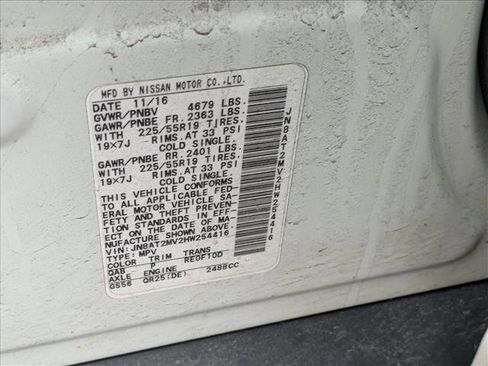 MFD BY NISSAN MOTOR CO.,LTD.
DATE 11/16
GVWR/PNBV 4679 LBS.
GAWR/PNBE FR. 2363 LBS.
WITH 225/55R19 TIRES.
19×7J RIMS.AT 33 PSI
COLD SINGLE.
GAWR/PNBE RR. 2401 LBS.
WITH 225/55R19 TIRES.
19×7J RIMS.AT 33 PSI
COLD SINGLE.
THIS VEHICLE CONFORMS
TO ALL APPLICABLE FED-
ERAL MOTOR VEHICLE SA-
FETY AND THEFT PREVEN-
TION STANDARDS IN EFF-
ECT ON THE DATE OF MA-
NUFACTURE SHOWN ABOVE.
VIN: JN8AT2MV2HW254416
TYPE: MPV
COLOR TRIM TRANS
QAB P RE0F10D
AXLE ENGINE
GS56 QR25(DE) 2488CC
JN8AT2MV2HW254416